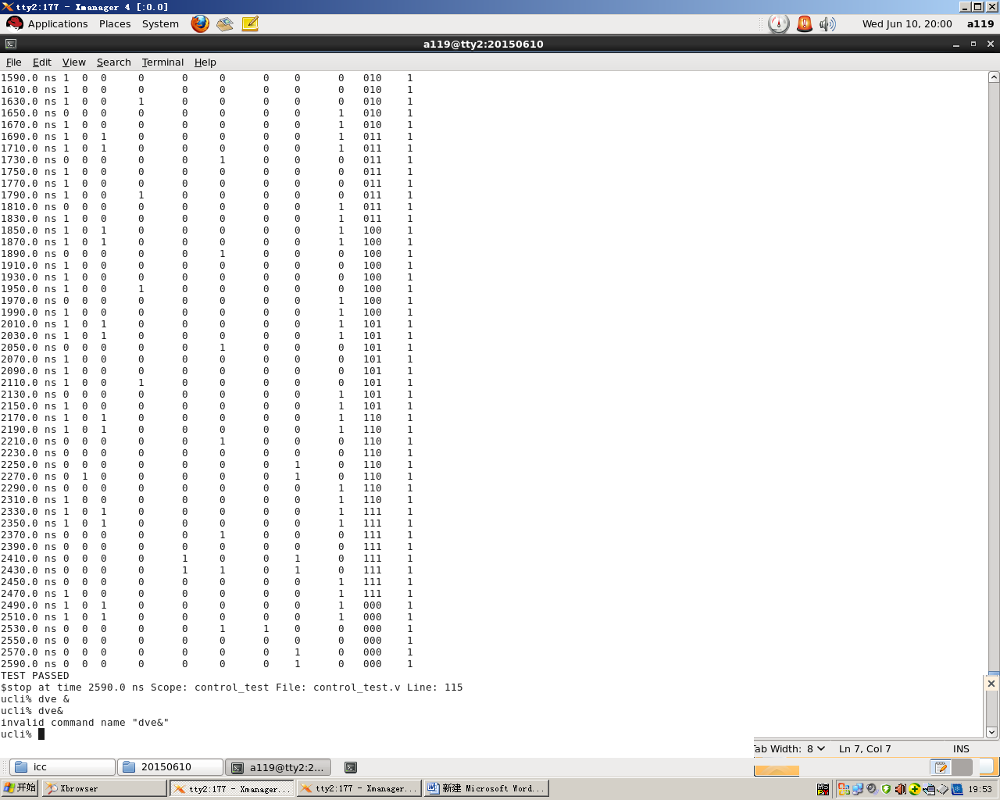 tty2:177 - Xmanager 4 [:0.0]
Applications Places System Wed Jun 10, 20:00 a119
a119@tty2:20150610
File Edit View Search Terminal Help
1590.0 ns 1 0 0 0 0 0 0 0 0 010 1
1610.0 ns 1 0 0 0 0 0 0 0 0 010 1
1630.0 ns 1 0 0 1 0 0 0 0 0 010 1
1650.0 ns 0 0 0 0 0 0 0 0 1 010 1
1670.0 ns 1 0 0 0 0 0 0 0 1 010 1
1690.0 ns 1 0 1 0 0 0 0 0 1 011 1
1710.0 ns 1 0 1 0 0 0 0 0 1 011 1
1730.0 ns 0 0 0 0 0 1 0 0 0 011 1
1750.0 ns 1 0 0 0 0 0 0 0 0 011 1
1770.0 ns 1 0 0 0 0 0 0 0 0 011 1
1790.0 ns 1 0 0 1 0 0 0 0 0 011 1
1810.0 ns 0 0 0 0 0 0 0 0 1 011 1
1830.0 ns 1 0 0 0 0 0 0 0 1 011 1
1850.0 ns 1 0 1 0 0 0 0 0 1 100 1
1870.0 ns 1 0 1 0 0 0 0 0 1 100 1
1890.0 ns 0 0 0 0 0 1 0 0 0 100 1
1910.0 ns 1 0 0 0 0 0 0 0 0 100 1
1930.0 ns 1 0 0 0 0 0 0 0 0 100 1
1950.0 ns 1 0 0 1 0 0 0 0 0 100 1
1970.0 ns 0 0 0 0 0 0 0 0 1 100 1
1990.0 ns 1 0 0 0 0 0 0 0 1 100 1
2010.0 ns 1 0 1 0 0 0 0 0 1 101 1
2030.0 ns 1 0 1 0 0 0 0 0 1 101 1
2050.0 ns 0 0 0 0 0 1 0 0 0 101 1
2070.0 ns 1 0 0 0 0 0 0 0 0 101 1
2090.0 ns 1 0 0 0 0 0 0 0 0 101 1
2110.0 ns 1 0 0 1 0 0 0 0 0 101 1
2130.0 ns 0 0 0 0 0 0 0 0 1 101 1
2150.0 ns 1 0 0 0 0 0 0 0 1 101 1
2170.0 ns 1 0 1 0 0 0 0 0 1 110 1
2190.0 ns 1 0 1 0 0 0 0 0 1 110 1
2210.0 ns 0 0 0 0 0 1 0 0 0 110 1
2230.0 ns 0 0 0 0 0 0 0 0 0 110 1
2250.0 ns 0 0 0 0 0 0 0 1 0 110 1
2270.0 ns 0 1 0 0 0 0 0 1 0 110 1
2290.0 ns 0 0 0 0 0 0 0 0 1 110 1
2310.0 ns 1 0 0 0 0 0 0 0 1 110 1
2330.0 ns 1 0 1 0 0 0 0 0 1 111 1
2350.0 ns 1 0 1 0 0 0 0 0 1 111 1
2370.0 ns 0 0 0 0 0 1 0 0 0 111 1
2390.0 ns 0 0 0 0 0 0 0 0 0 111 1
2410.0 ns 0 0 0 0 1 0 0 1 0 111 1
2430.0 ns 0 0 0 0 1 1 0 1 0 111 1
2450.0 ns 0 0 0 0 0 0 0 0 1 111 1
2470.0 ns 1 0 0 0 0 0 0 0 1 111 1
2490.0 ns 1 0 1 0 0 0 0 0 1 000 1
2510.0 ns 1 0 1 0 0 0 0 0 1 000 1
2530.0 ns 0 0 0 0 0 1 1 0 0 000 1
2550.0 ns 0 0 0 0 0 0 0 0 0 000 1
2570.0 ns 0 0 0 0 0 0 0 1 0 000 1
2590.0 ns 0 0 0 0 0 0 0 1 0 000 1
TEST PASSED
$stop at time 2590.0 ns Scope: control_test File: control_test.v Line: 115
ucli% dve &
ucli% dve&
invalid command name "dve&"
ucli%
ab Width: 8 Ln 7, Col 7 INS
icc 20150610 a119@tty2:2...
开始 Xbrowser tty2:177 - Xmanager... tty2:177 - Xmanager... 新建 Microsoft Word... 19:53